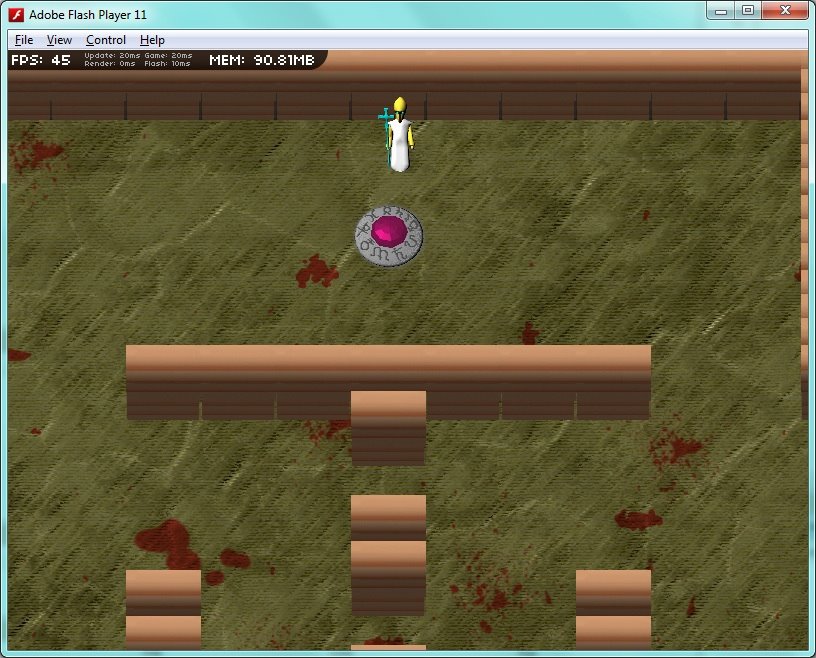 Adobe Flash Player 11
File View Control Help
FPS: 45 Update: 20ms Game: 20ms MEM: 90.81MB
Render: 0ms Flash: 10ms